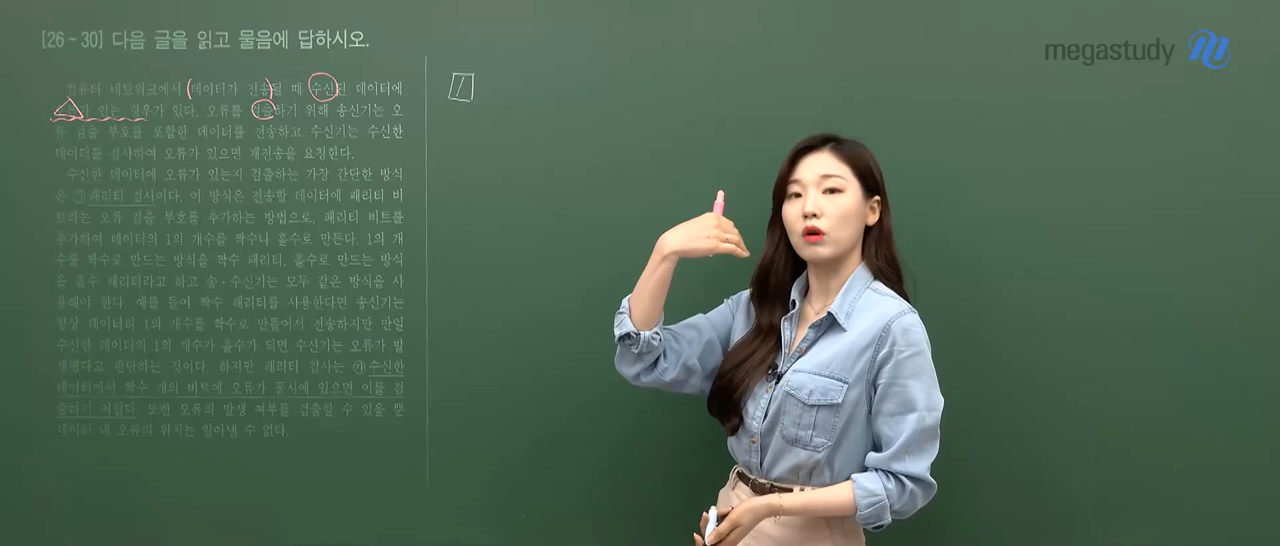 [26~30] 다음 글을 읽고 물음에 답하시오.
megastudy
컴퓨터 네트워크에서 데이터가 전송될 때 수신된 데이터에
있는 경우가 있다. 오류를 검출하기 위해 송신기는 오
류 검출 부호를 포함한 데이터를 전송하고 수신기는 수신한
데이터를 검사하여 오류가 있으면 재전송을 요청한다.
수신한 데이터에 오류가 있는지 검출하는 가장 간단한 방식
은 ㉠패리티 검사이다. 이 방식은 전송할 데이터에 패리티 비
트라는 오류 검출 부호를 추가하는 방법으로, 패리티 비트를
추가하여 데이터의 1의 개수를 짝수나 홀수로 만든다. 1의 개
수를 짝수로 만드는 방식을 짝수 패리티, 홀수로 만드는 방식
을 홀수 패리티라고 하고 송·수신기는 모두 같은 방식을 사
용해야 한다. 예를 들어 짝수 패리티를 사용한다면 송신기는
항상 데이터의 1의 개수를 짝수로 만들어서 전송하지만 만일
수신한 데이터의 1의 개수가 홀수가 되면 수신기는 오류가 발
생했다고 판단하는 것이다. 하지만 패리티 검사는 ㉮수신한
데이터에서 짝수 개의 비트에 오류가 동시에 있으면 이를 검
출하기 어렵다. 또한 오류의 발생 여부를 검출할 수 있을 뿐
데이터 내 오류의 위치는 알아낼 수 없다.